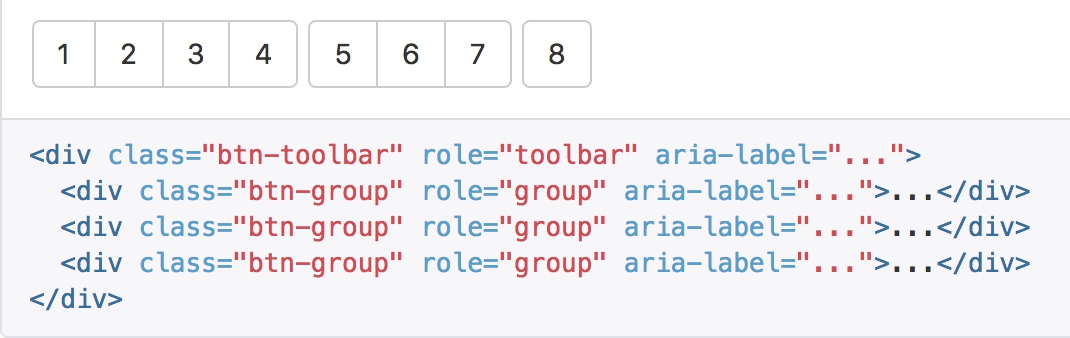 1 2 3 4 5 6 7 8
<div class="btn-toolbar" role="toolbar" aria-label="...">
  <div class="btn-group" role="group" aria-label="...">...</div>
  <div class="btn-group" role="group" aria-label="...">...</div>
  <div class="btn-group" role="group" aria-label="...">...</div>
</div>